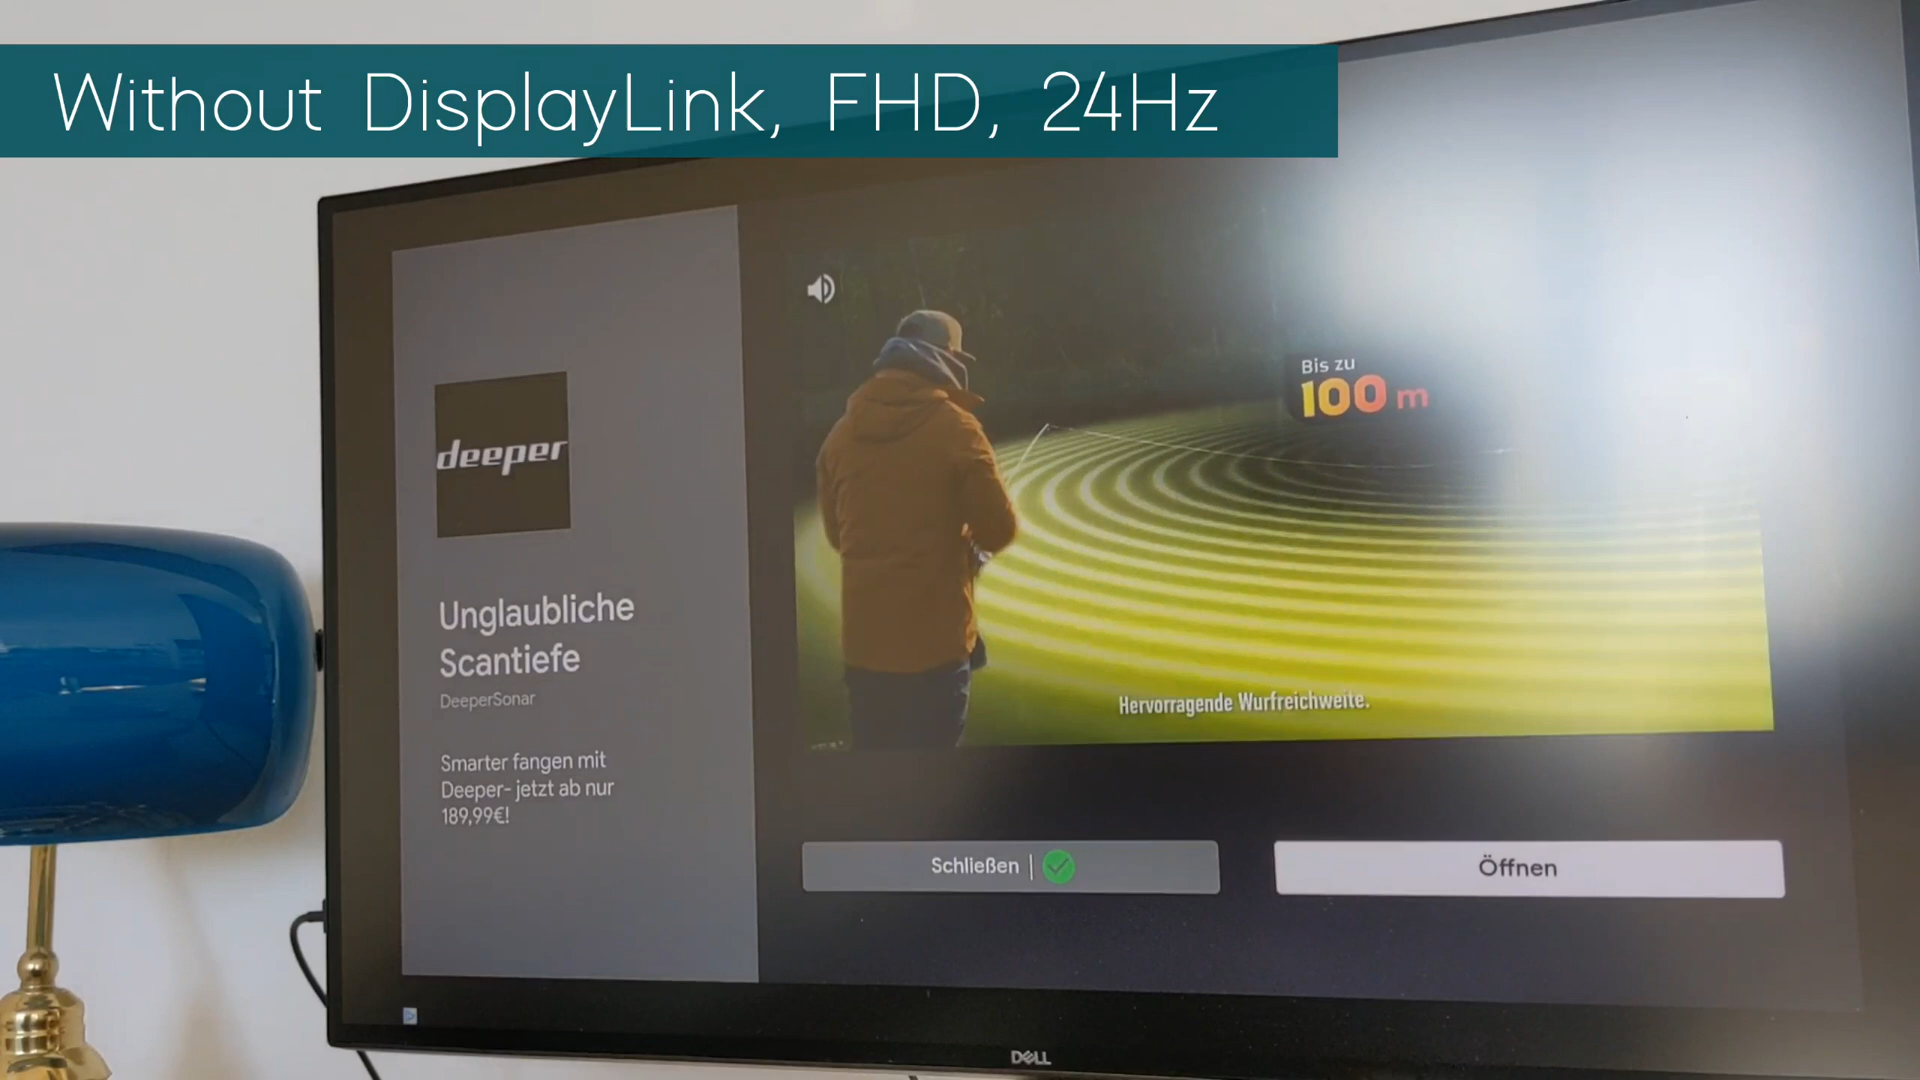 Without DisplayLink, FHD, 24Hz
deeper
Unglaubliche
Scantiefe
DeeperSonar
Smarter fangen mit
Deeper- jetzt ab nur
189,99€!
Bis zu
100 m
Hervorragende Wurfreichweite.
Schließen |
Öffnen
DELL